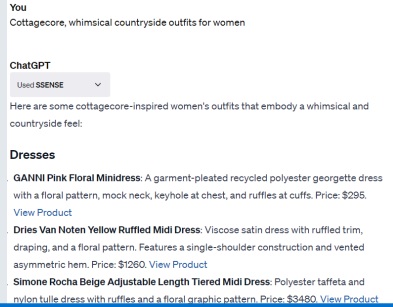 You
Cottagecore, whimsical countryside outfits for women
ChatGPT
Used SSENSE
Here are some cottagecore-inspired women's outfits that embody a whimsical and
countryside feel:
Dresses
GANNI Pink Floral Minidress: A garment-pleated recycled polyester georgette dress
with a floral pattern, mock neck, keyhole at chest, and ruffles at cuffs. Price: $295.
View Product
Dries Van Noten Yellow Ruffled Midi Dress: Viscose satin dress with ruffled trim,
draping, and a floral pattern. Features a single-shoulder construction and vented
asymmetric hem. Price: $1260. View Product
Simone Rocha Beige Adjustable Length Tiered Midi Dress: Polyester taffeta and
nylon tulle dress with ruffles and a floral graphic pattern. Price: $3480. View Product